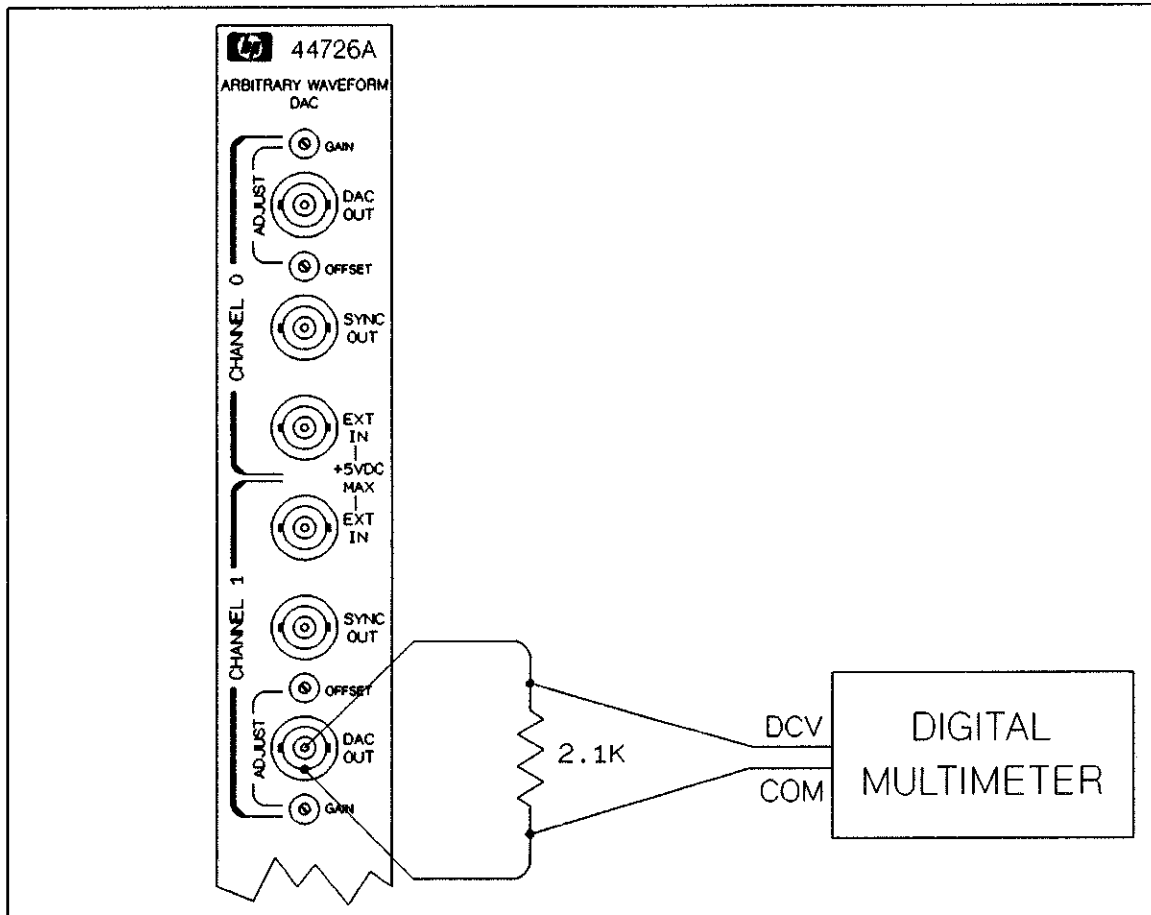 hp 44726A
ARBITRARY WAVEFORM
DAC
GAIN
ADJUST
DAC
OUT
OFFSET
CHANNEL 0
SYNC
OUT
EXT
IN
+5VDC
MAX
EXT
IN
CHANNEL 1
SYNC
OUT
OFFSET
ADJUST
DAC
OUT
GAIN
2.1K
DCV
COM
DIGITAL
MULTIMETER